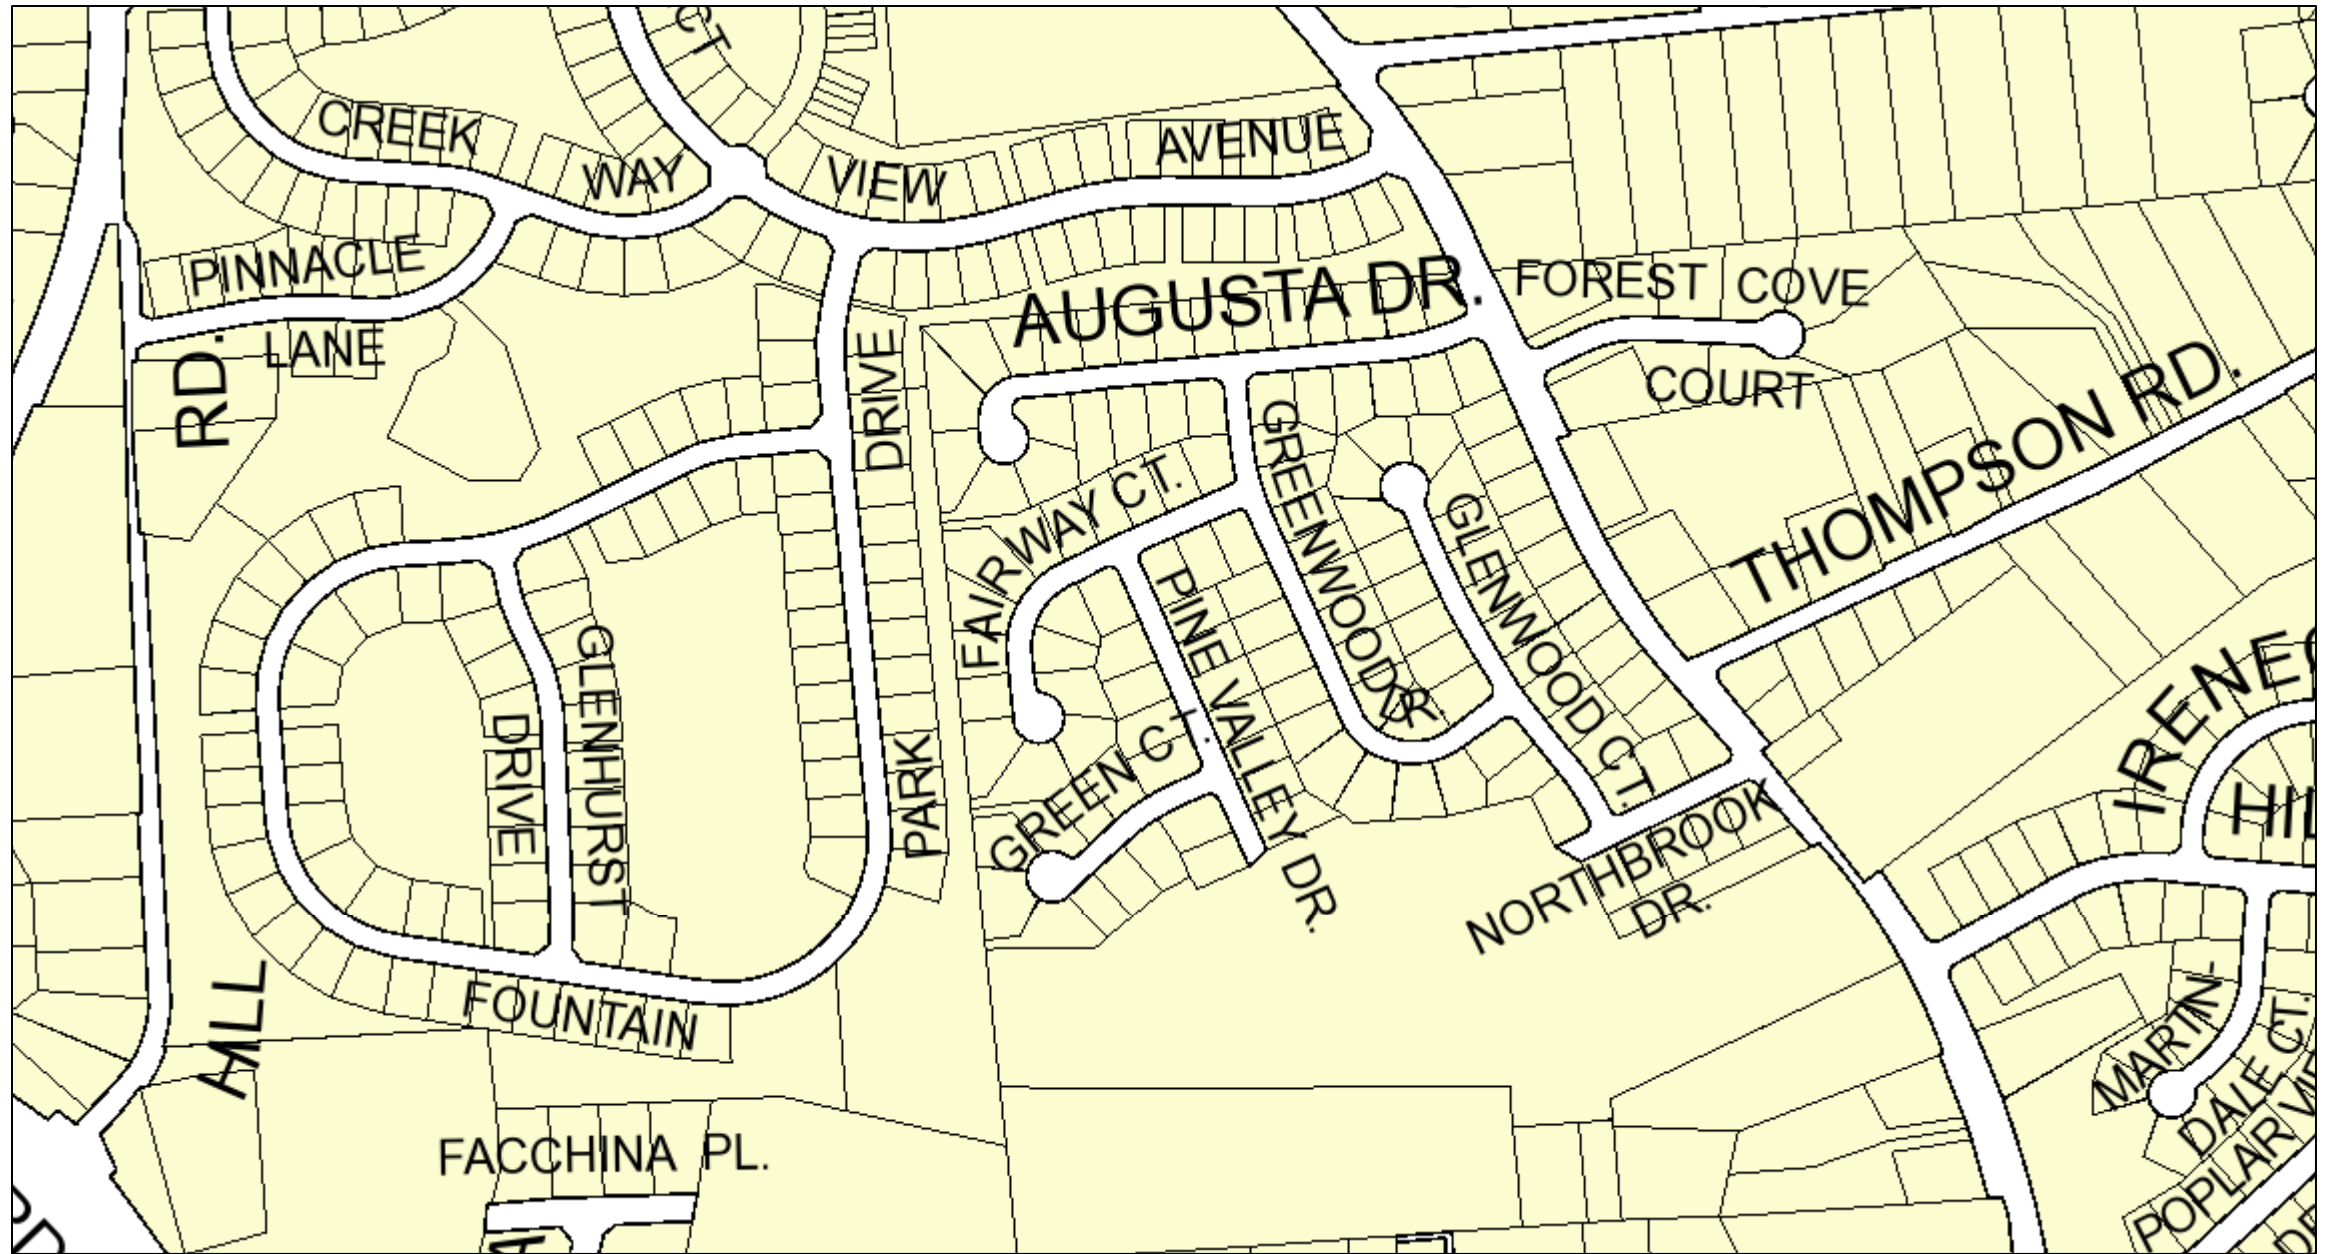 CT
CREEK WAY
VIEW AVENUE
PINNACLE
LANE
AUGUSTA DR.
FOREST COVE
COURT
RD.
DRIVE
THOMPSON RD.
GREENWOOD DR.
FAIRWAY CT.
GLENWOOD CT.
PINE VALLEY DR.
GLENHURST
DRIVE
PARK
GREEN CT.
NORTHBROOK
DR.
HILL
FOUNTAIN
MARTIN-
DALE CT.
FACCHINA PL.
POPLAR